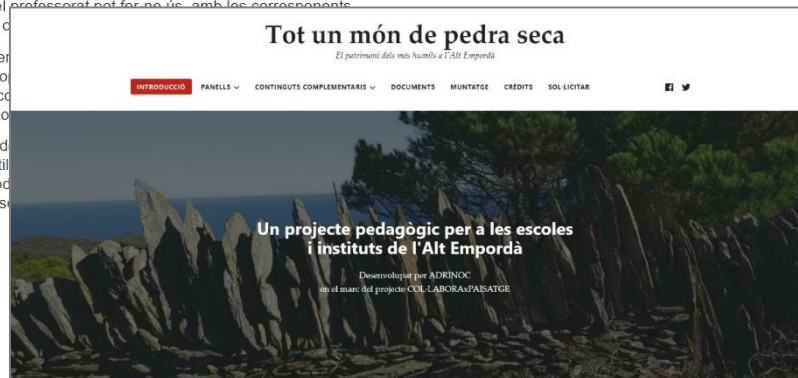 el professorat pot fer-ne ús, amb les corresponents
Tot un món de pedra seca
El patrimoni dels més humils a l'Alt Empordà
INTRODUCCIÓ PANELLS CONTINGUTS COMPLEMENTARIS DOCUMENTS MUNTATGE CRÈDITS SOL·LICITAR
Un projecte pedagògic per a les escoles
i instituts de l'Alt Empordà
Desenvolupat per ADRINOC
en el marc del projecte COL·LABORAxPAISATGE